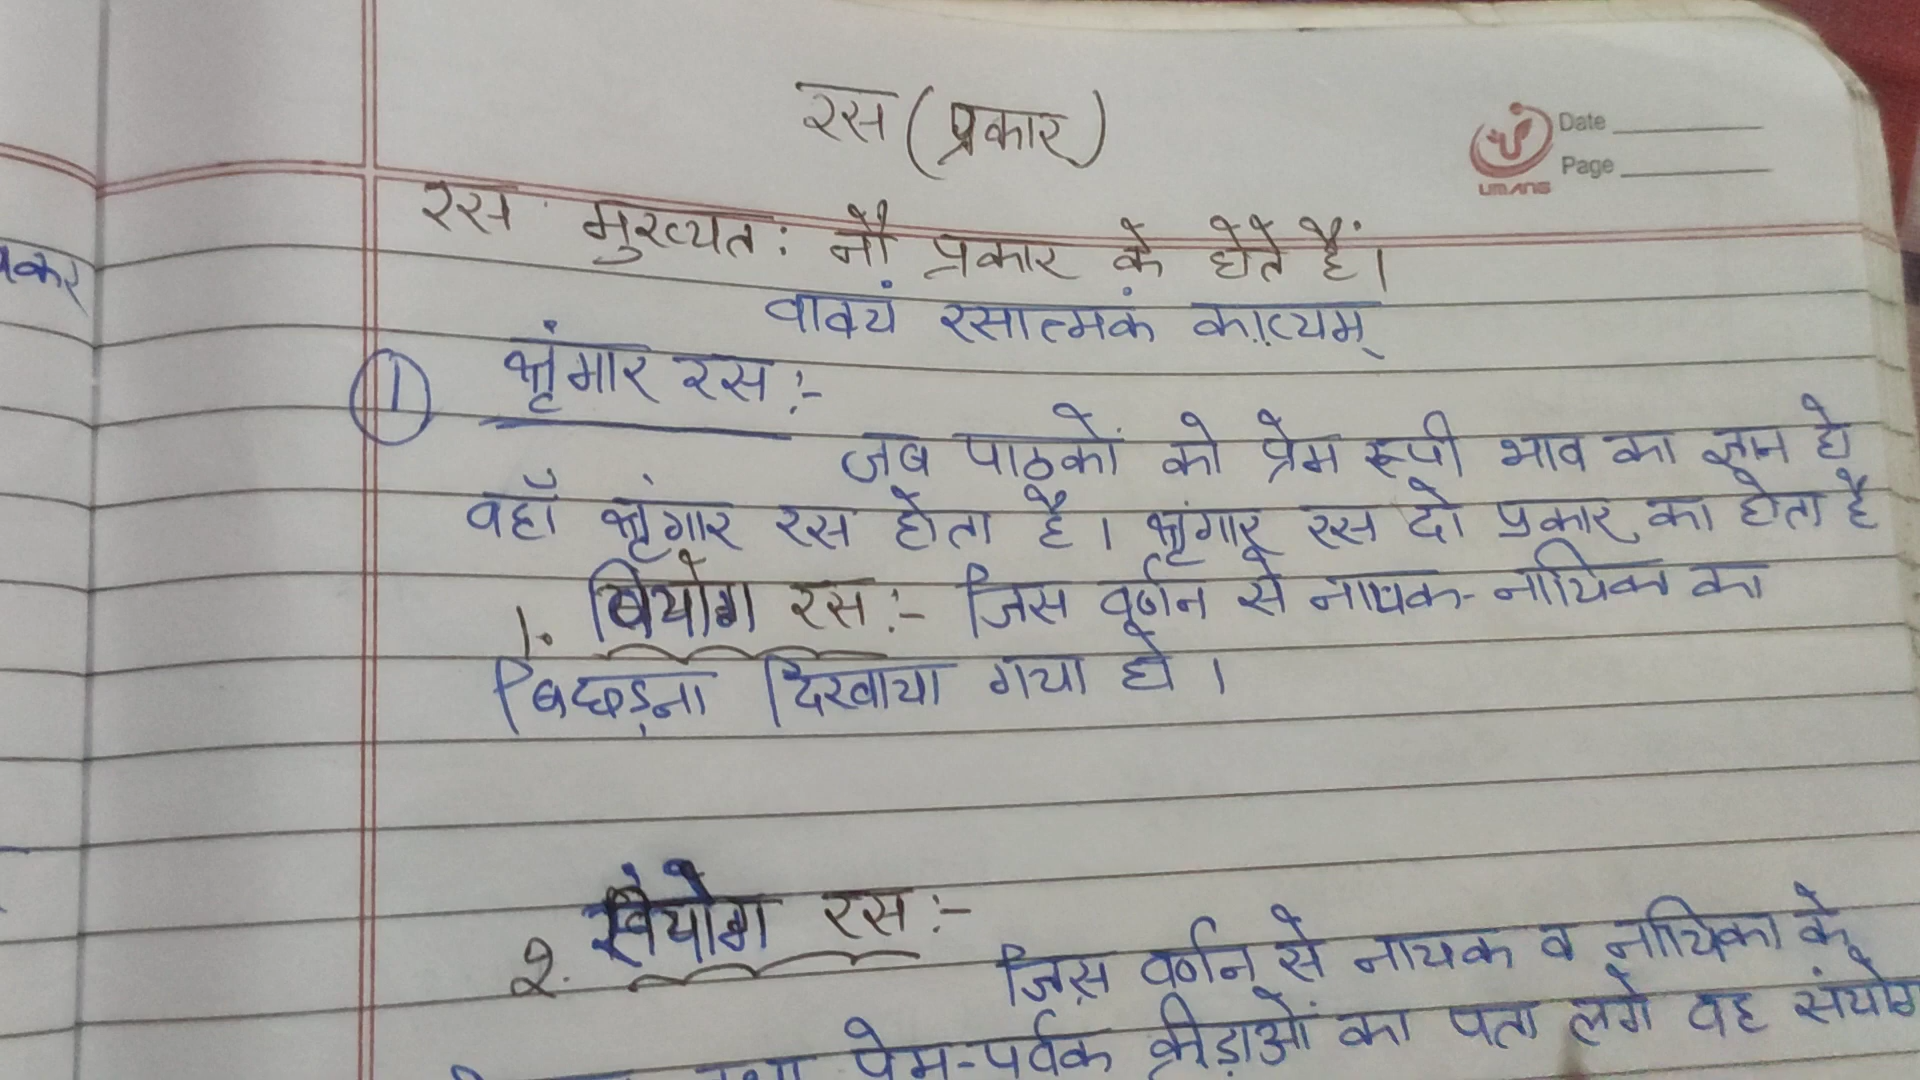 रस (प्रकार)
Date
Page
UMANG
रस मुख्यत: नौ प्रकार के होते हैं।
वाक्यं रसात्मकं काव्यम्
1 श्रृंगार रस :-
जब पाठकों को प्रेम रूपी भाव का ज्ञान हो
वहाँ श्रृंगार रस होता है। श्रृंगार रस दो प्रकार का होता है
1. वियोग रस :- जिस वर्णन से नायक-नायिका का
बिछड़ना दिखाया गया हो।
2. संयोग रस :-
जिस वर्णन से नायक व नायिका के
प्रेम-पूर्वक क्रीड़ाओं का पता लगे वह संयोग